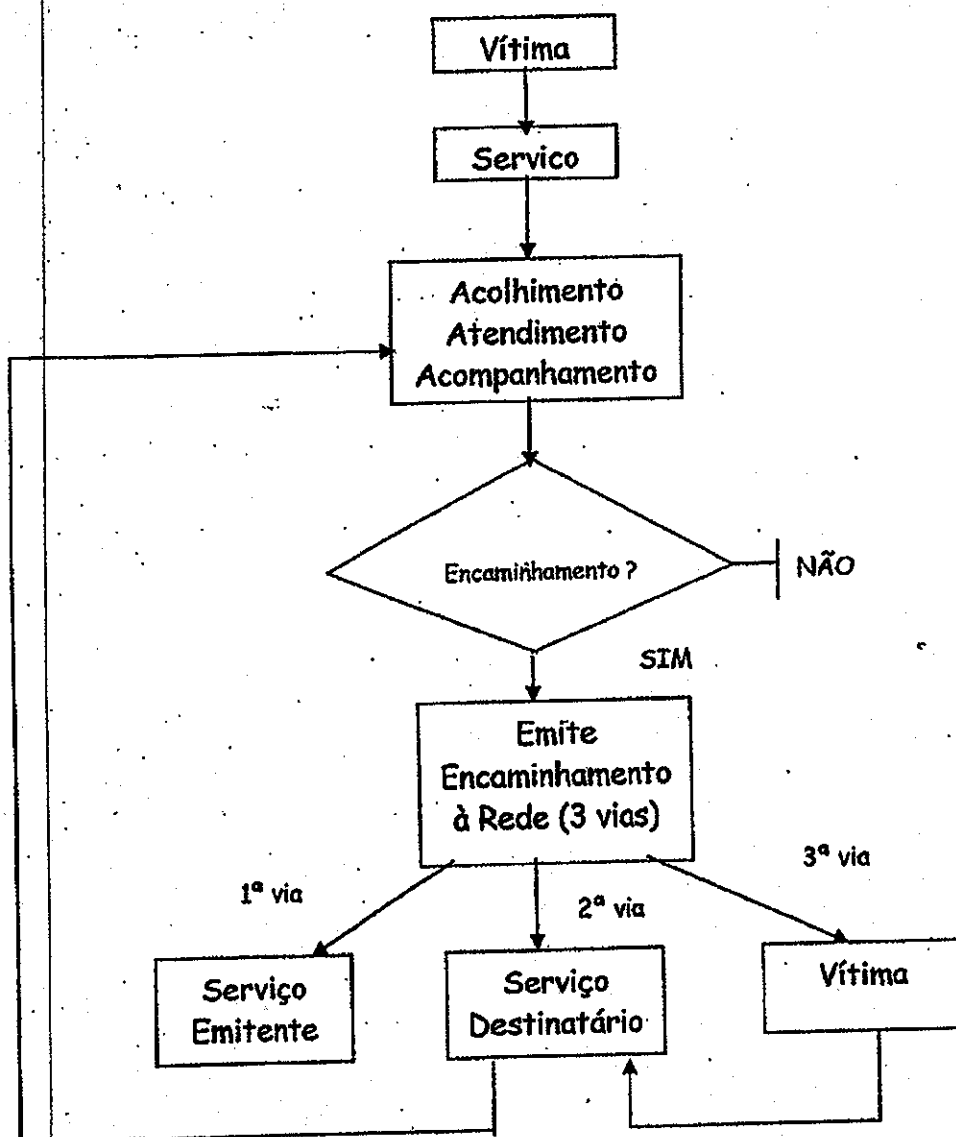 Vítima
Servico
Acolhimento
Atendimento
Acompanhamento
Encaminhamento ?
NÃO
SIM
Emite
Encaminhamento
à Rede (3 vias)
1ª via
2ª via
3ª via
Serviço
Emitente
Serviço
Destinatário
Vítima